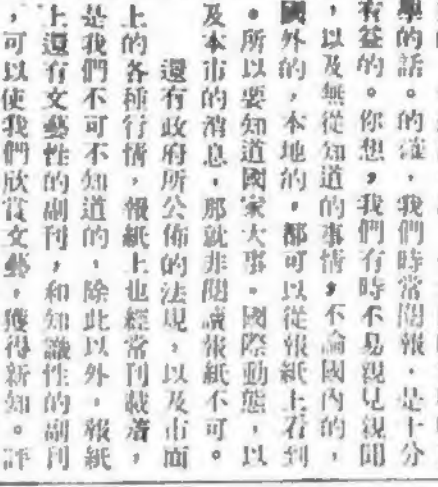 學的話。的確，我們時常閱報，是十分
有益的。你想，我們有時不易親見親聞
，以及無從知道的事情，不論國內的，
國外的，本地的，都可以從報紙上看到
。所以要知道國家大事。國際動態，以
及本市的消息，那就非閱讀報紙不可。
還有政府所公佈的法規，以及市面
上的各種行情，報紙上也經常刊載着，
是我們不可不知道的，除此以外，報紙
上還有文藝性的副刊，和知識性的副刊
，可以使我們欣賞文藝，獲得新知。評